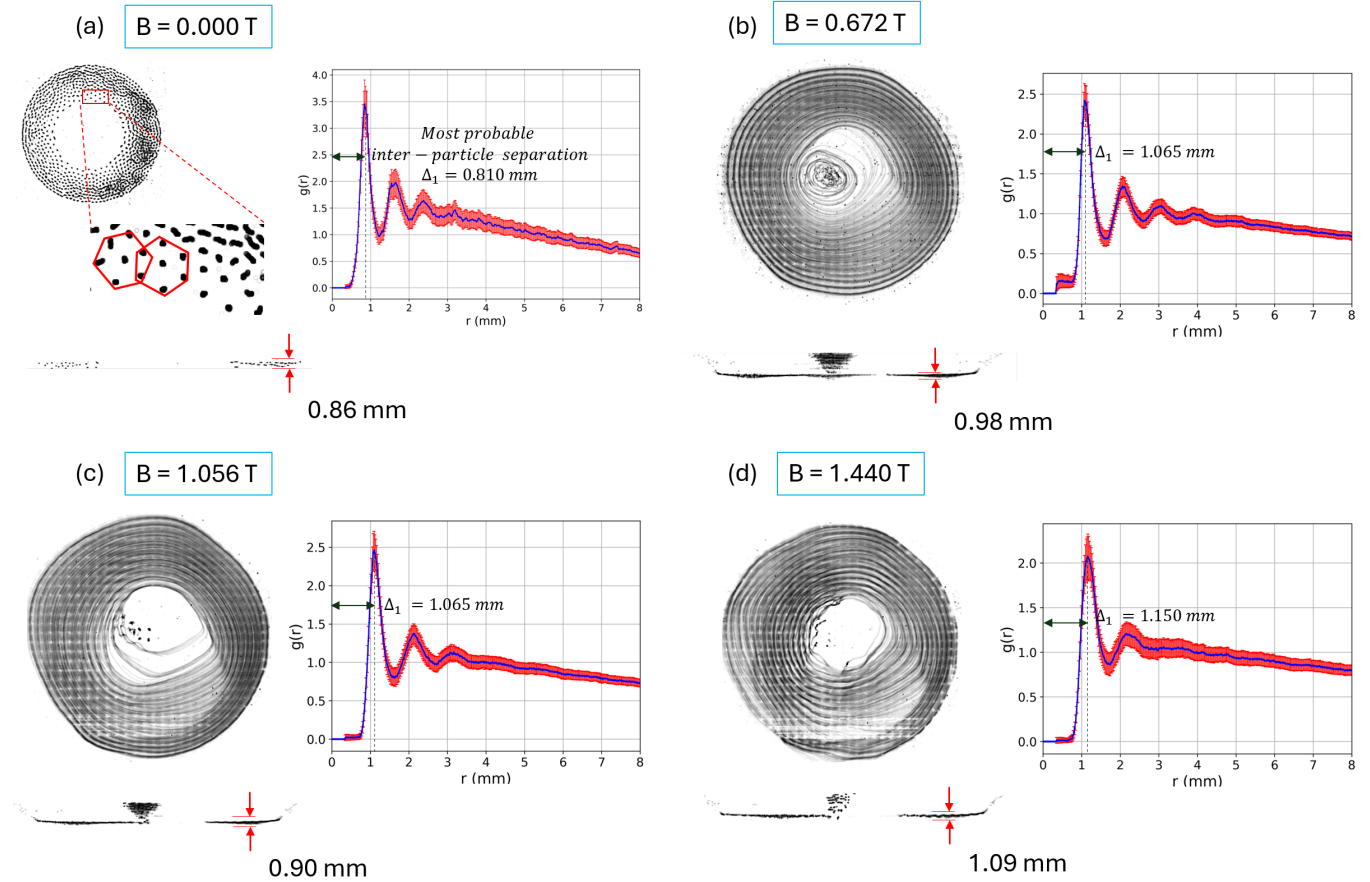 (a)
B = 0.000 T
4.0
3.5
3.0
2.5
2.0
1.5
1.0
0.5
0.0
g(r)
Most probable
inter − particle separation
Δ₁ = 0.810 mm
0 1 2 3 4 5 6 7 8
r (mm)
0.86 mm
(b)
B = 0.672 T
2.5
2.0
1.5
1.0
0.5
0.0
g(r)
Δ₁ = 1.065 mm
0 1 2 3 4 5 6 7 8
r (mm)
0.98 mm
(c)
B = 1.056 T
2.5
2.0
1.5
1.0
0.5
0.0
g(r)
Δ₁ = 1.065 mm
0 1 2 3 4 5 6 7 8
r (mm)
0.90 mm
(d)
B = 1.440 T
2.5
2.0
1.5
1.0
0.5
0.0
g(r)
Δ₁ = 1.150 mm
0 1 2 3 4 5 6 7 8
r (mm)
1.09 mm